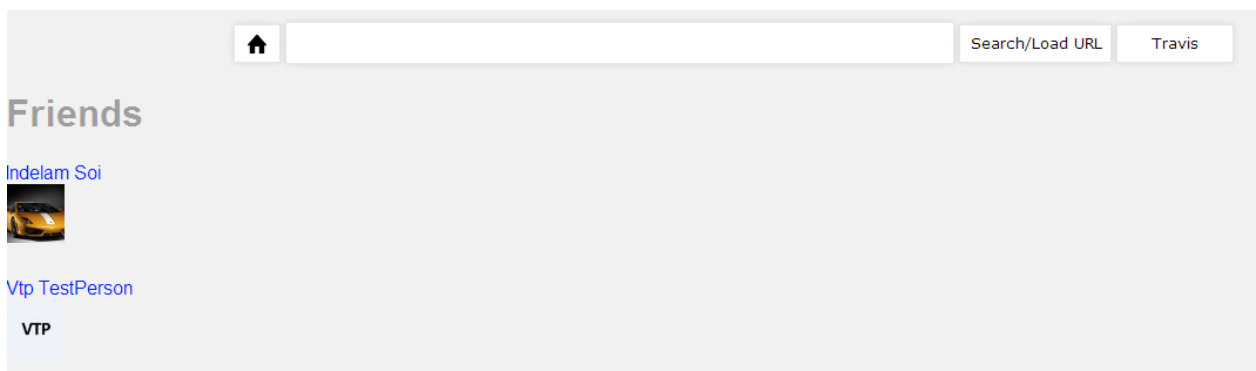 Search/Load URL
Travis
Friends
Indelam Soi
Vtp TestPerson
VTP